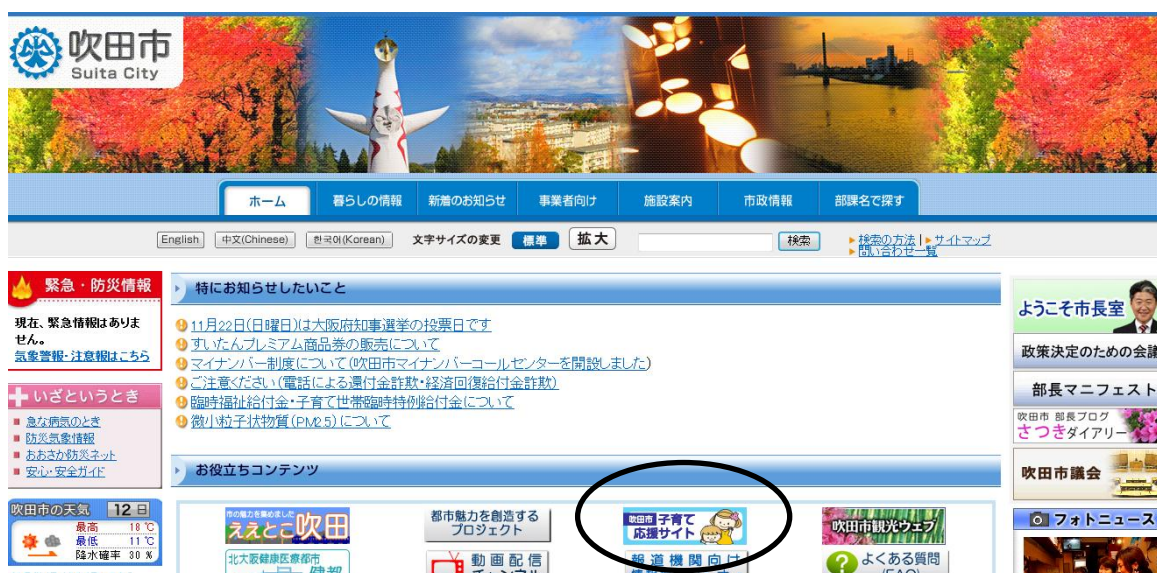 吹田市
Suita City
ホーム
暮らしの情報
新着のお知らせ
事業者向け
施設案内
市政情報
部課名で探す
English
中文(Chinese)
한국어(Korean)
文字サイズの変更
標準
拡大
検索
検索の方法 | サイトマップ
問い合わせ一覧
緊急・防災情報
現在、緊急情報はありま
せん。
気象警報・注意報はこちら
いざというとき
急な病気のとき
防災気象情報
おおさか防災ネット
安心・安全ガイド
吹田市の天気 12日
最高 18℃
最低 11℃
降水確率 30%
特にお知らせしたいこと
11月22日(日曜日)は大阪府知事選挙の投票日です
すいたんプレミアム商品券の販売について
マイナンバー制度について(吹田市マイナンバーコールセンターを開設しました)
ご注意ください(電話による還付金詐欺・経済回復給付金詐欺)
臨時福祉給付金・子育て世帯臨時特例給付金について
微小粒子状物質(PM2.5)について
お役立ちコンテンツ
市の魅力を集めました
ええとこ吹田
都市魅力を創造する
プロジェクト
吹田市 子育て
応援サイト
吹田市観光ウェブ
北大阪健康医療都市
健都
動画配信
チャンネル
報道機関向け
よくある質問
(FAQ)
ようこそ市長室
政策決定のための会議
部長マニフェスト
吹田市 部長ブログ
さつきダイアリー
吹田市議会
フォトニュース